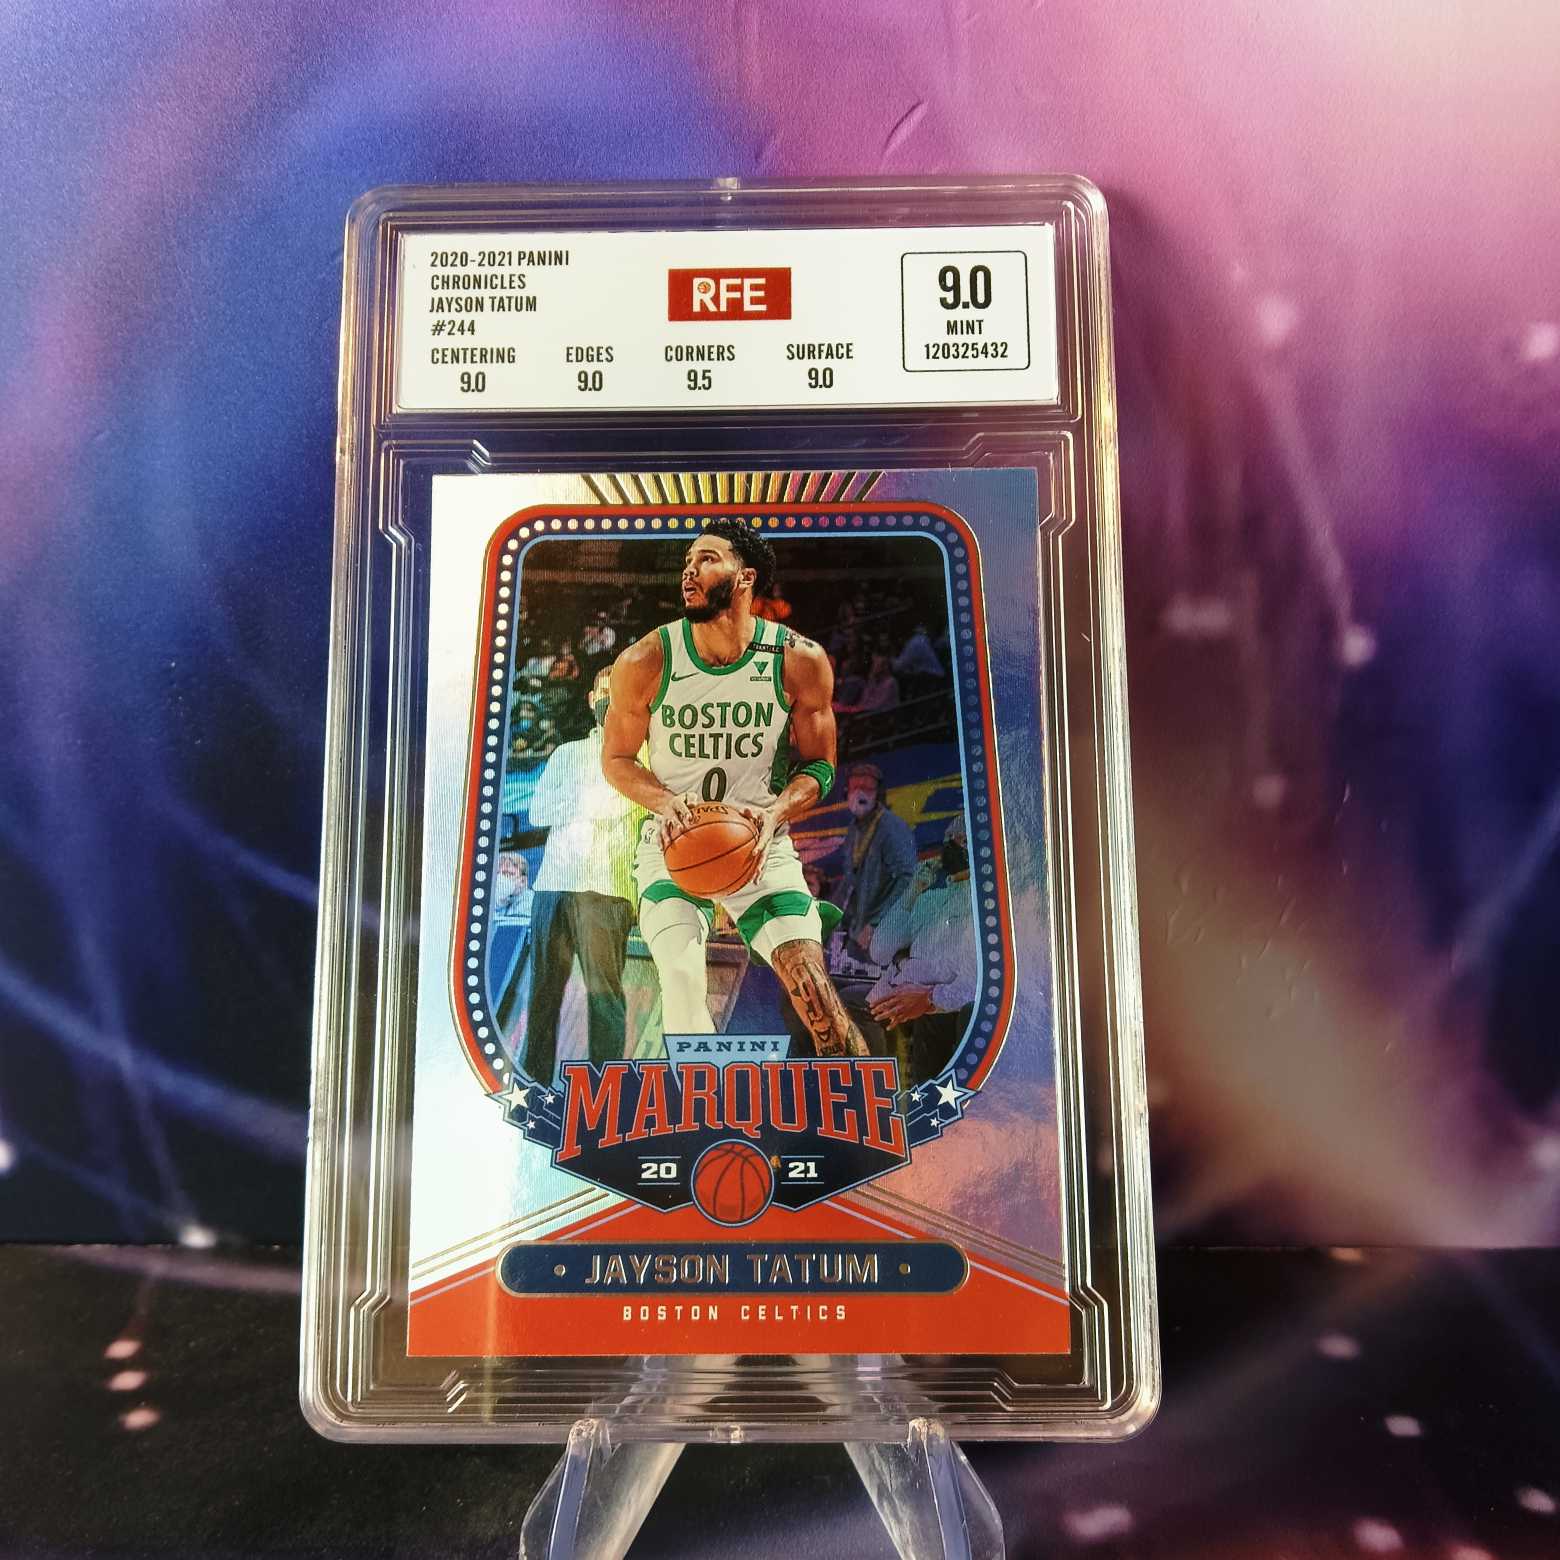 2020-2021 PANINI
CHRONICLES
JAYSON TATUM
#244
RFE
9.0
MINT
120325432
CENTERING EDGES CORNERS SURFACE
9.0 9.0 9.5 9.0
BOSTON
CELTICS
0
PANINI
MARQUEE
20 21
• JAYSON TATUM •
BOSTON CELTICS